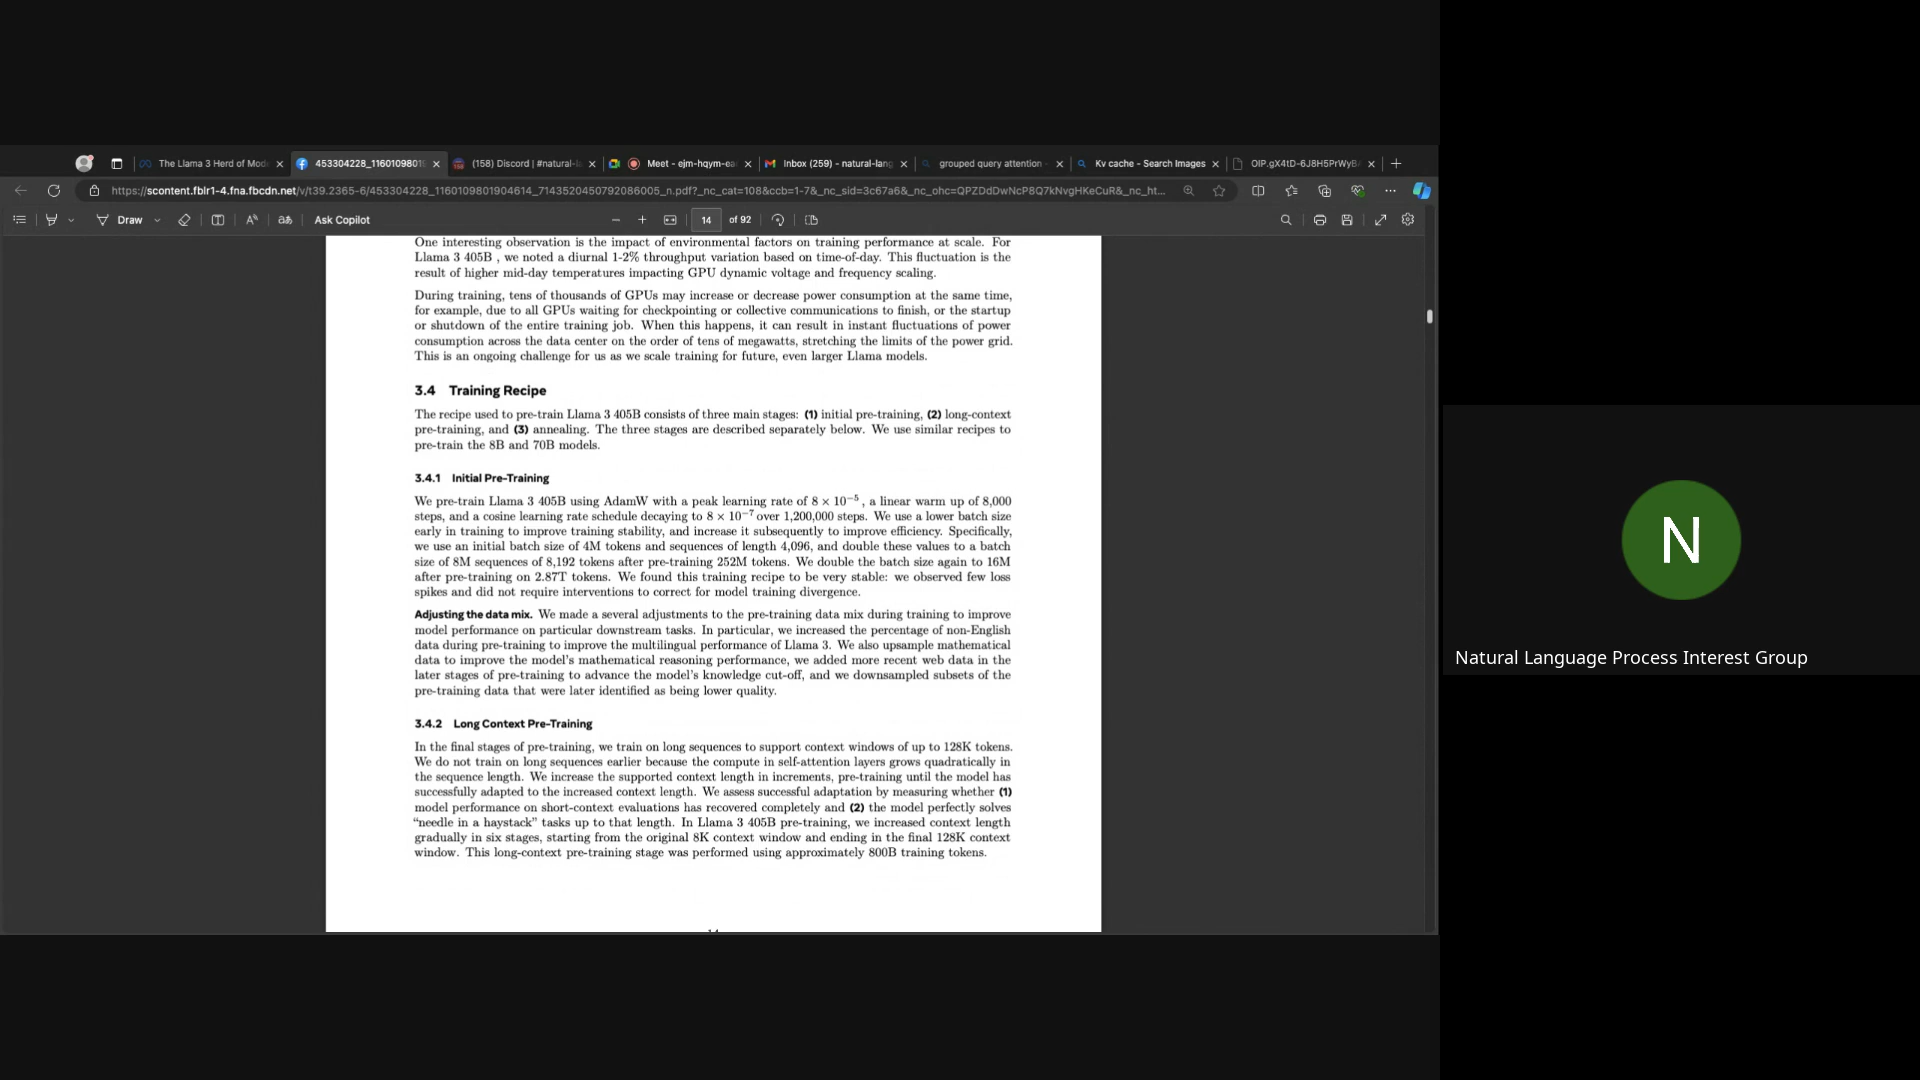 The Llama 3 Herd of Mod
453304228_1160109801
(158) Discord | #natural-l
Meet - ejm-hqym-ea
Inbox (259) - natural-lang
grouped query attention -
Kv cache - Search Images
OIP.gX4tD-6J8H5PrWyB
https://scontent.fblr1-4.fna.fbcdn.net/v/t39.2365-6/453304228_1160109801904614_7143520450792086005_n.pdf?_nc_cat=108&ccb=1-7&_nc_sid=3c67a6&_nc_ohc=QPZDdDwNcP8Q7kNvgHKeCuR&_nc_ht...
Draw
Ask Copilot
14 of 92
One interesting observation is the impact of environmental factors on training performance at scale. For
Llama 3 405B , we noted a diurnal 1-2% throughput variation based on time-of-day. This fluctuation is the
result of higher mid-day temperatures impacting GPU dynamic voltage and frequency scaling.
During training, tens of thousands of GPUs may increase or decrease power consumption at the same time,
for example, due to all GPUs waiting for checkpointing or collective communications to finish, or the startup
or shutdown of the entire training job. When this happens, it can result in instant fluctuations of power
consumption across the data center on the order of tens of megawatts, stretching the limits of the power grid.
This is an ongoing challenge for us as we scale training for future, even larger Llama models.
3.4 Training Recipe
The recipe used to pre-train Llama 3 405B consists of three main stages: (1) initial pre-training, (2) long-context
pre-training, and (3) annealing. The three stages are described separately below. We use similar recipes to
pre-train the 8B and 70B models.
3.4.1 Initial Pre-Training
We pre-train Llama 3 405B using AdamW with a peak learning rate of 8 × 10⁻⁵ , a linear warm up of 8,000
steps, and a cosine learning rate schedule decaying to 8 × 10⁻⁷ over 1,200,000 steps. We use a lower batch size
early in training to improve training stability, and increase it subsequently to improve efficiency. Specifically,
we use an initial batch size of 4M tokens and sequences of length 4,096, and double these values to a batch
size of 8M sequences of 8,192 tokens after pre-training 252M tokens. We double the batch size again to 16M
after pre-training on 2.87T tokens. We found this training recipe to be very stable: we observed few loss
spikes and did not require interventions to correct for model training divergence.
Adjusting the data mix. We made a several adjustments to the pre-training data mix during training to improve
model performance on particular downstream tasks. In particular, we increased the percentage of non-English
data during pre-training to improve the multilingual performance of Llama 3. We also upsample mathematical
data to improve the model's mathematical reasoning performance, we added more recent web data in the
later stages of pre-training to advance the model's knowledge cut-off, and we downsampled subsets of the
pre-training data that were later identified as being lower quality.
3.4.2 Long Context Pre-Training
In the final stages of pre-training, we train on long sequences to support context windows of up to 128K tokens.
We do not train on long sequences earlier because the compute in self-attention layers grows quadratically in
the sequence length. We increase the supported context length in increments, pre-training until the model has
successfully adapted to the increased context length. We assess successful adaptation by measuring whether (1)
model performance on short-context evaluations has recovered completely and (2) the model perfectly solves
"needle in a haystack" tasks up to that length. In Llama 3 405B pre-training, we increased context length
gradually in six stages, starting from the original 8K context window and ending in the final 128K context
window. This long-context pre-training stage was performed using approximately 800B training tokens.
N
Natural Language Process Interest Group